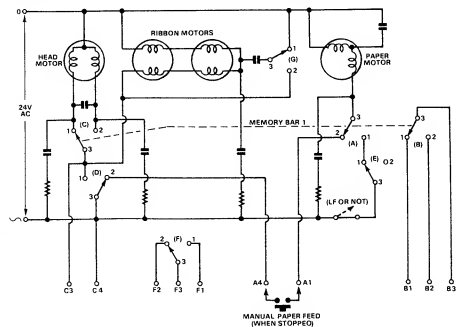 0
RIBBON MOTORS
HEAD
MOTOR
PAPER
MOTOR
1
(G)
3
2
24V
AC
1
(C)
2
3
MEMORY BAR 1
3
2
(A)
1
3
1
(B)
2
(E)
2
3
1
(D)
2
3
(LF OR NOT)
2
(F)
1
3
C3
C4
F2
F3
F1
A4
A1
B1
B2
B3
MANUAL PAPER FEED
(WHEN STOPPED)